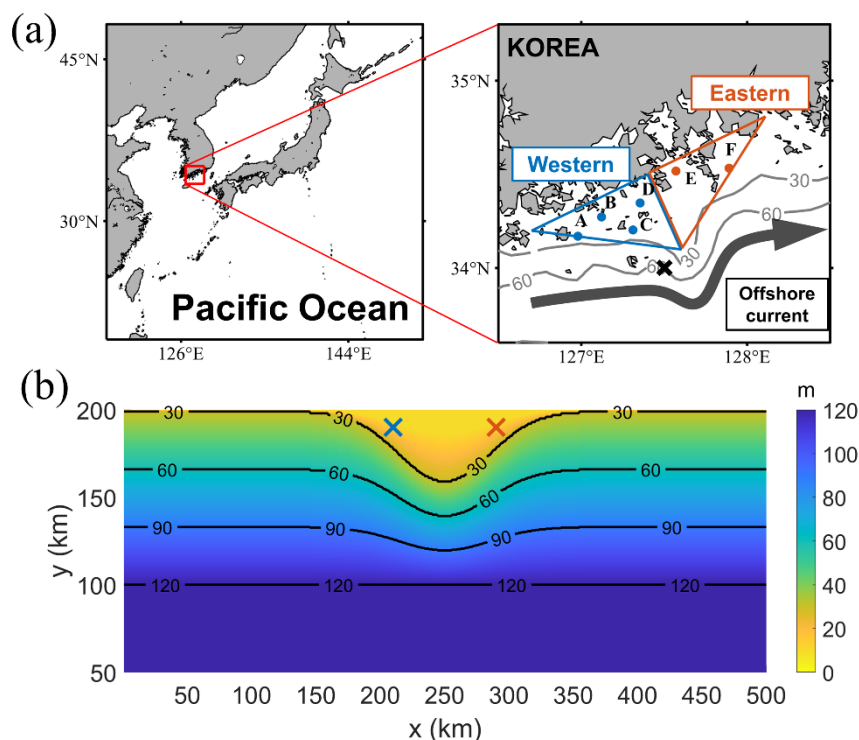 (a)
45°N
30°N
126°E
144°E
Pacific Ocean
KOREA
35°N
34°N
127°E
128°E
Eastern
Western
F
E
D
B
A
C
30
60
30
60
60
Offshore
current
(b)
m
200
150
100
50
y (km)
30
30
30
30
60
60
60
60
90
90
90
90
120
120
120
120
100
80
60
40
20
0
50
100
150
200
250
300
350
400
450
500
x (km)